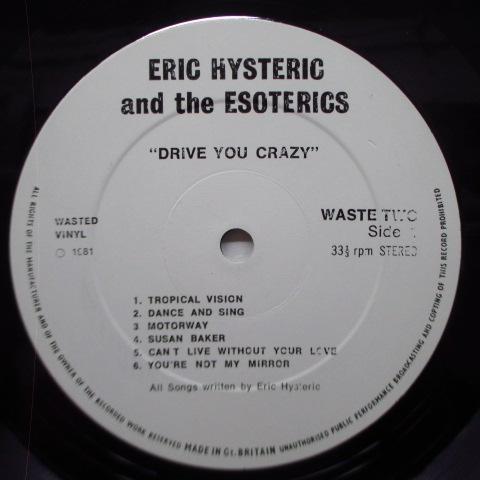 ERIC HYSTERIC
and the ESOTERICS
"DRIVE YOU CRAZY"
WASTED
VINYL
℗ 1981
WASTE TWO
Side 1
33⅓ rpm STEREO
1. TROPICAL VISION
2. DANCE AND SING
3 MOTORWAY
4. SUSAN BAKER
5. CAN'T LIVE WITHOUT YOUR LOVE
6. YOU'RE NOT MY MIRROR
All Songs written by Eric Hysteric
ALL RIGHTS OF THE MANUFACTURER AND OF THE OWNER OF THE RECORDED WORK RESERVED MADE IN Gt. BRITAIN UNAUTHORISED PUBLIC PERFORMANCE BROADCASTING AND COPYING OF THIS RECORD PROHIBITED